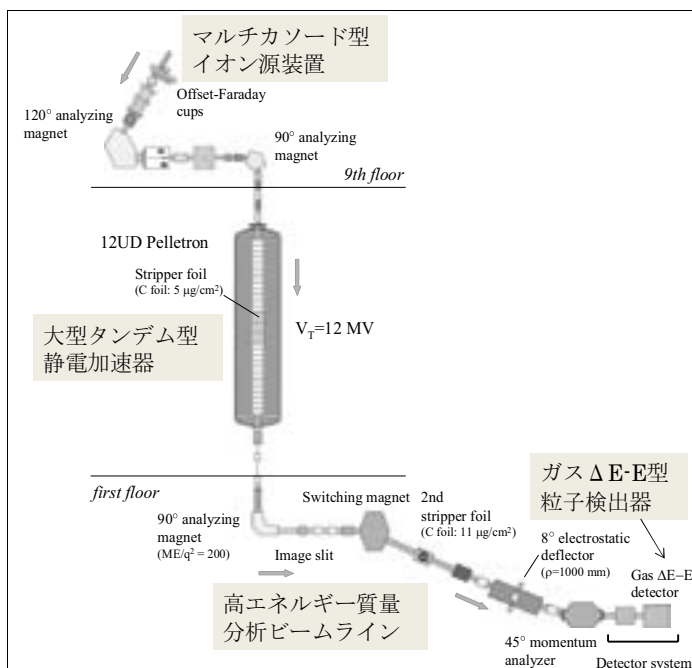 マルチカソード型
イオン源装置
Offset-Faraday
cups
120° analyzing
magnet
90° analyzing
magnet
9th floor
12UD Pelletron
Stripper foil
(C foil: 5 μg/cm²)
V_T=12 MV
大型タンデム型
静電加速器
first floor
ガス Δ E-E型
粒子検出器
Switching magnet
2nd
stripper foil
(C foil: 11 μg/cm²)
90° analyzing
magnet
(ME/q² = 200)
Image slit
8° electrostatic
deflector
(ρ=1000 mm)
Gas ΔE–E
detector
高エネルギー質量
分析ビームライン
45° momentum
analyzer
Detector system